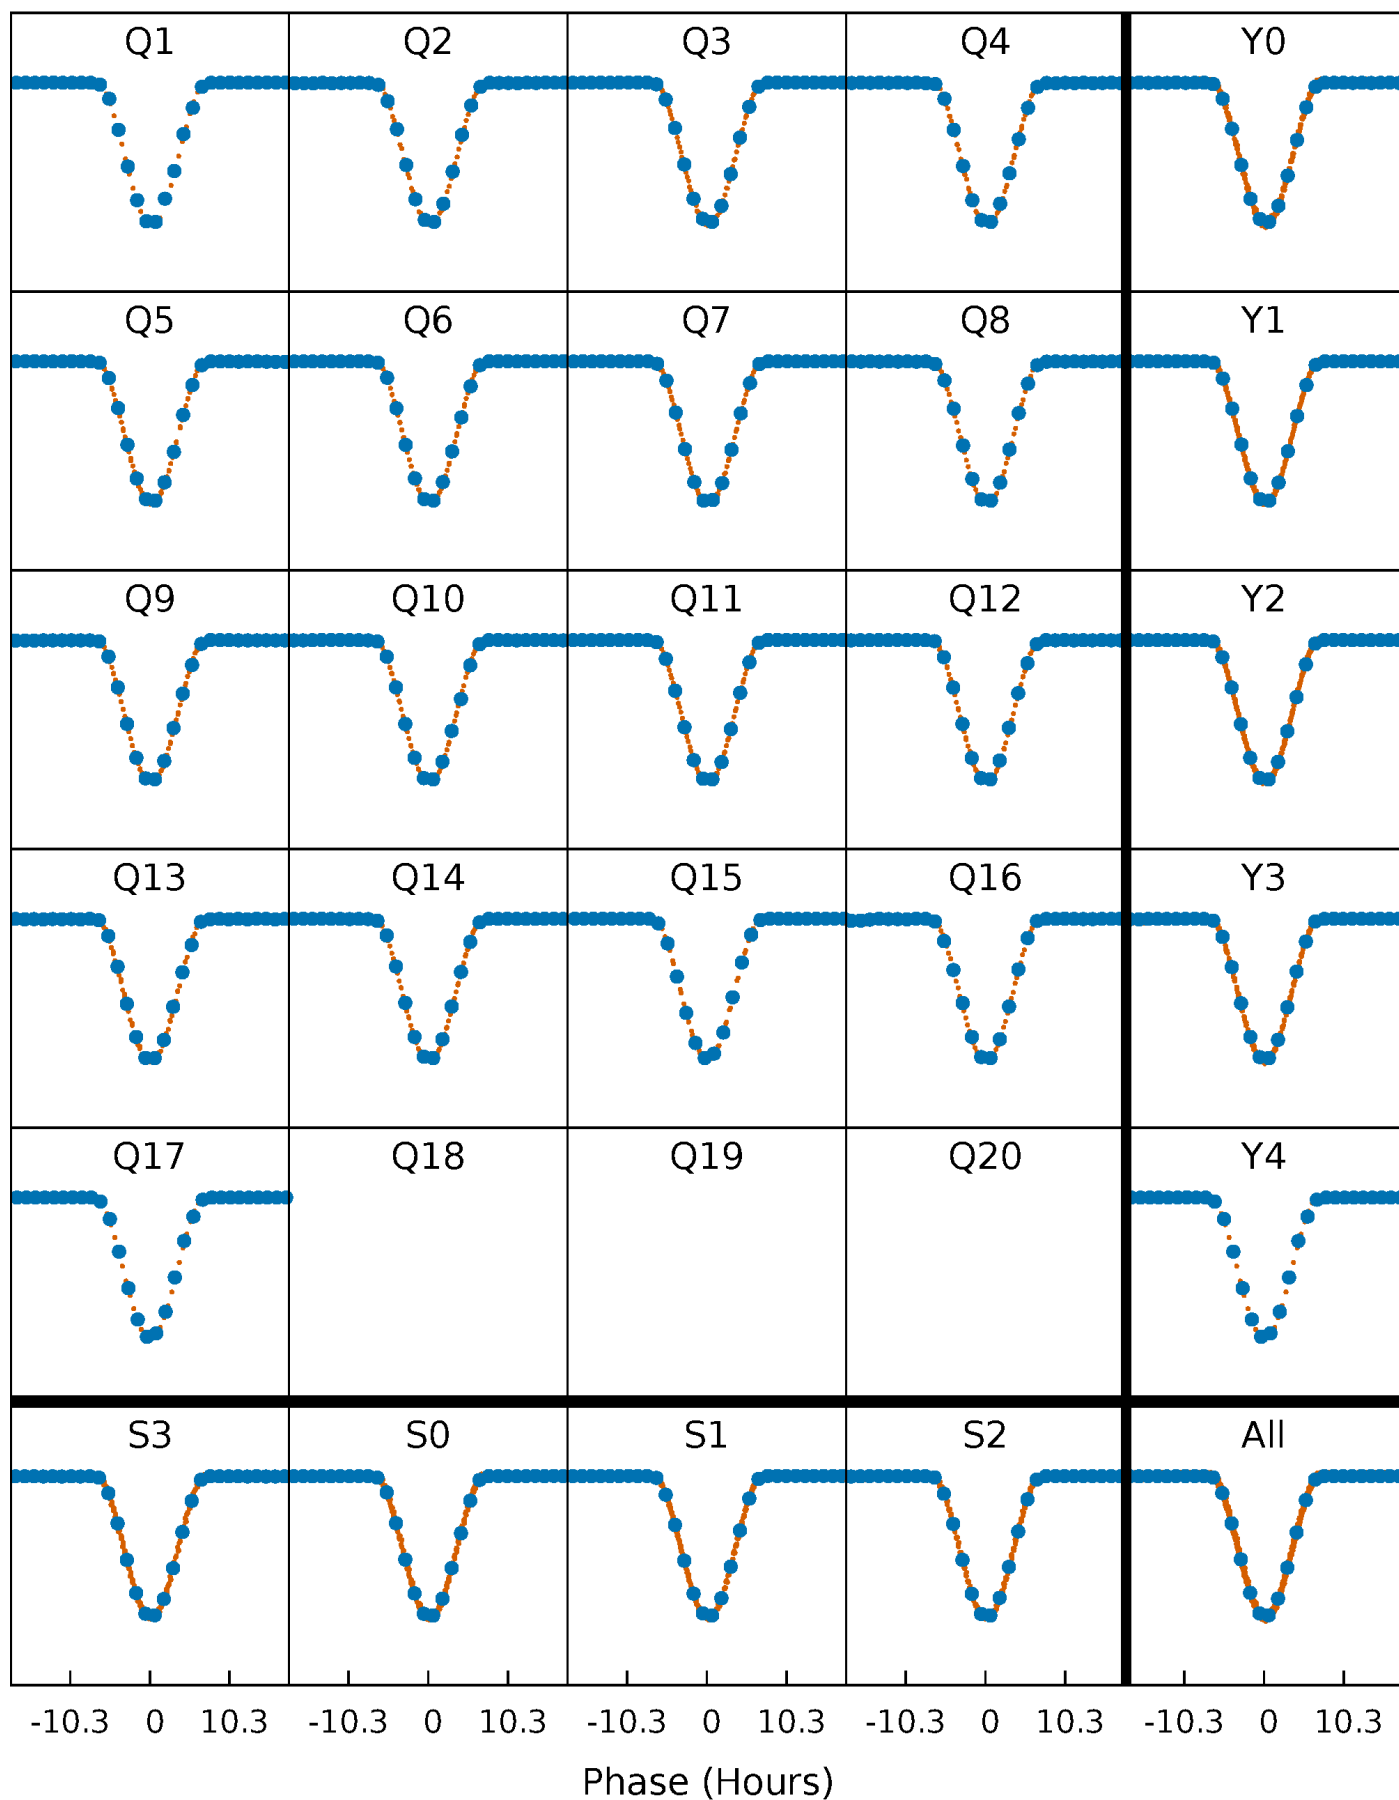 Q1 Q2 Q3 Q4 Y0
Q5 Q6 Q7 Q8 Y1
Q9 Q10 Q11 Q12 Y2
Q13 Q14 Q15 Q16 Y3
Q17 Q18 Q19 Q20 Y4
S3 S0 S1 S2 All
-10.3 0 10.3 -10.3 0 10.3 -10.3 0 10.3 -10.3 0 10.3 -10.3 0 10.3
Phase (Hours)